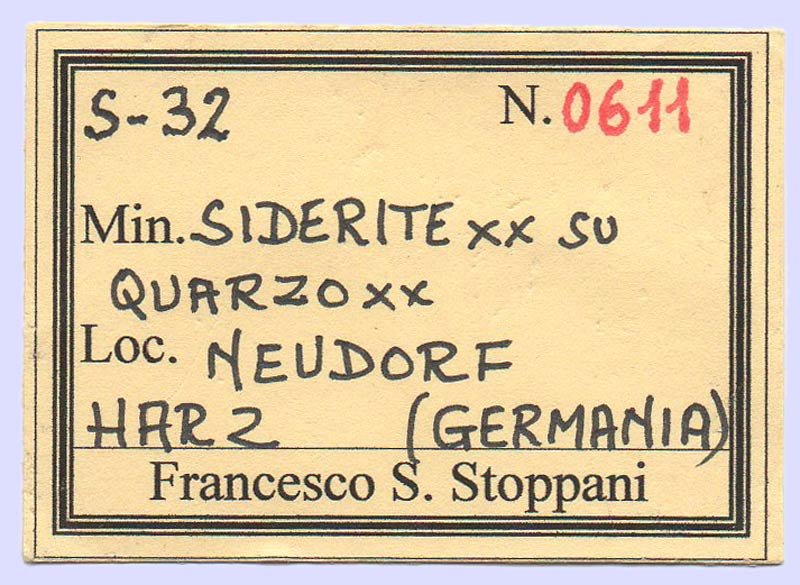 S-32 N. 0611
Min. SIDERITE xx SU
QUARZO xx
Loc. NEUDORF
HARZ (GERMANIA)
Francesco S. Stoppani